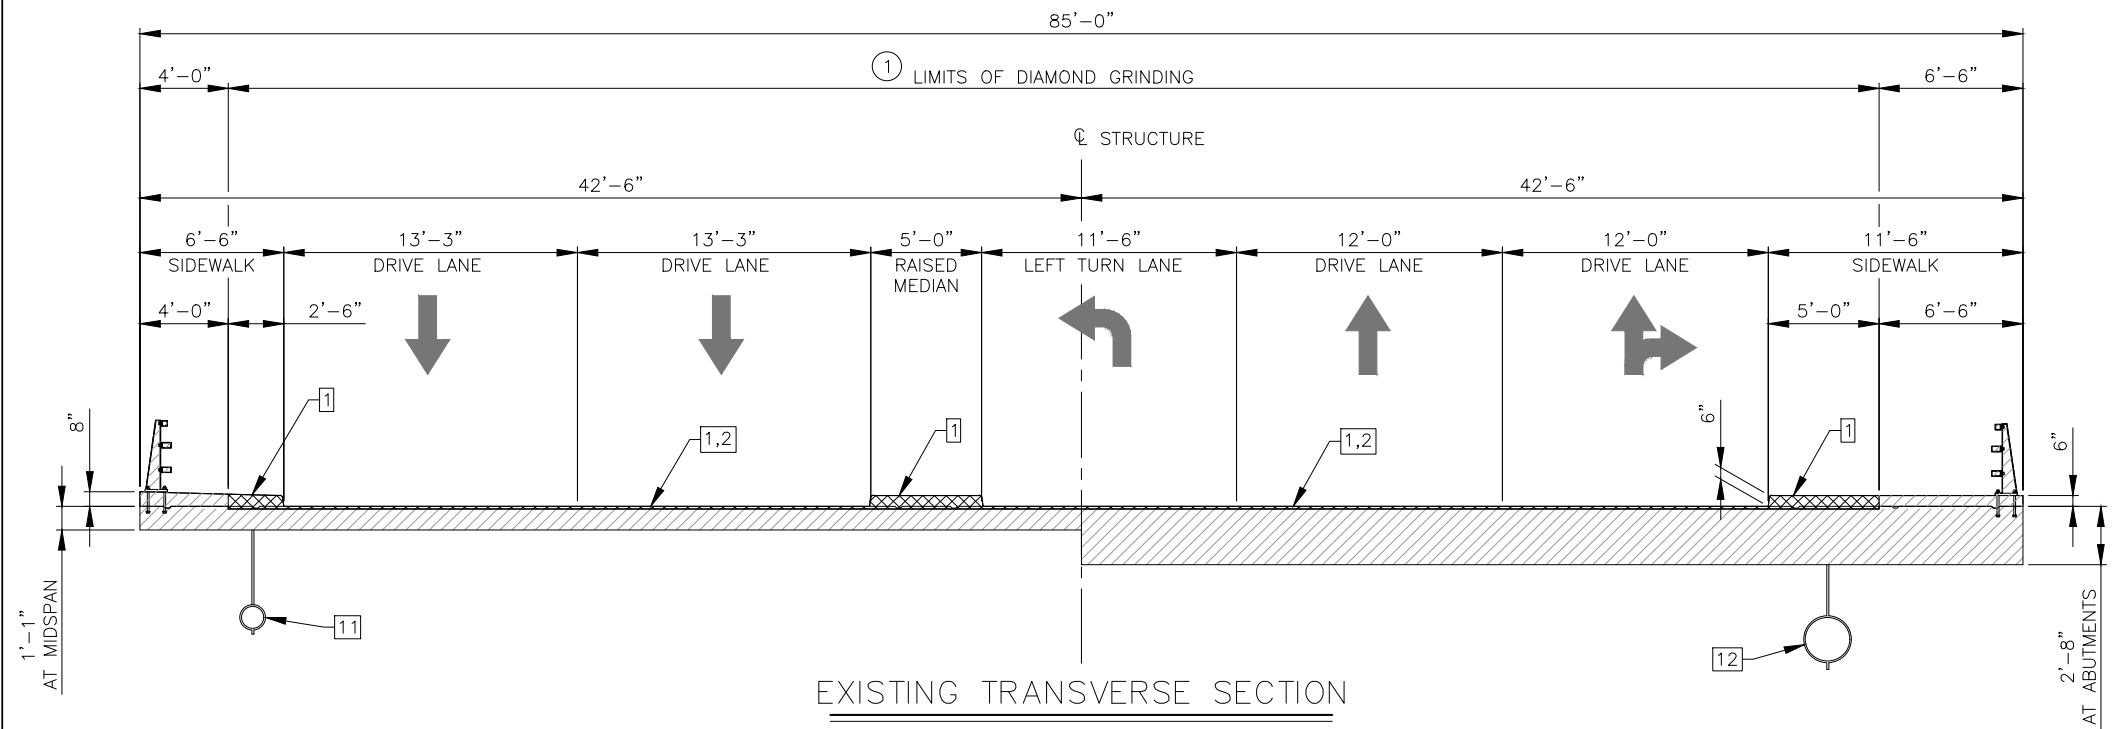 85'-0"
4'-0"
1 LIMITS OF DIAMOND GRINDING
6'-6"
℄ STRUCTURE
42'-6"
42'-6"
6'-6"
13'-3"
13'-3"
5'-0"
11'-6"
12'-0"
12'-0"
11'-6"
SIDEWALK
DRIVE LANE
DRIVE LANE
RAISED
MEDIAN
LEFT TURN LANE
DRIVE LANE
DRIVE LANE
SIDEWALK
4'-0"
2'-6"
5'-0"
6'-6"
1
8"
1,2
1
1,2
6"
1
6"
1'-1"
AT MIDSPAN
11
12
2'-8"
AT ABUTMENTS
EXISTING TRANSVERSE SECTION